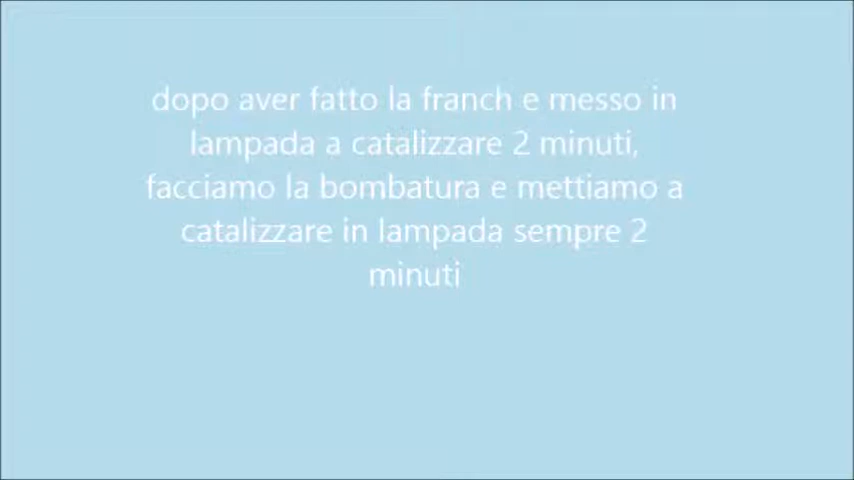 dopo aver fatto la franch e messo in
lampada a catalizzare 2 minuti,
facciamo la bombatura e mettiamo a
catalizzare in lampada sempre 2
minuti